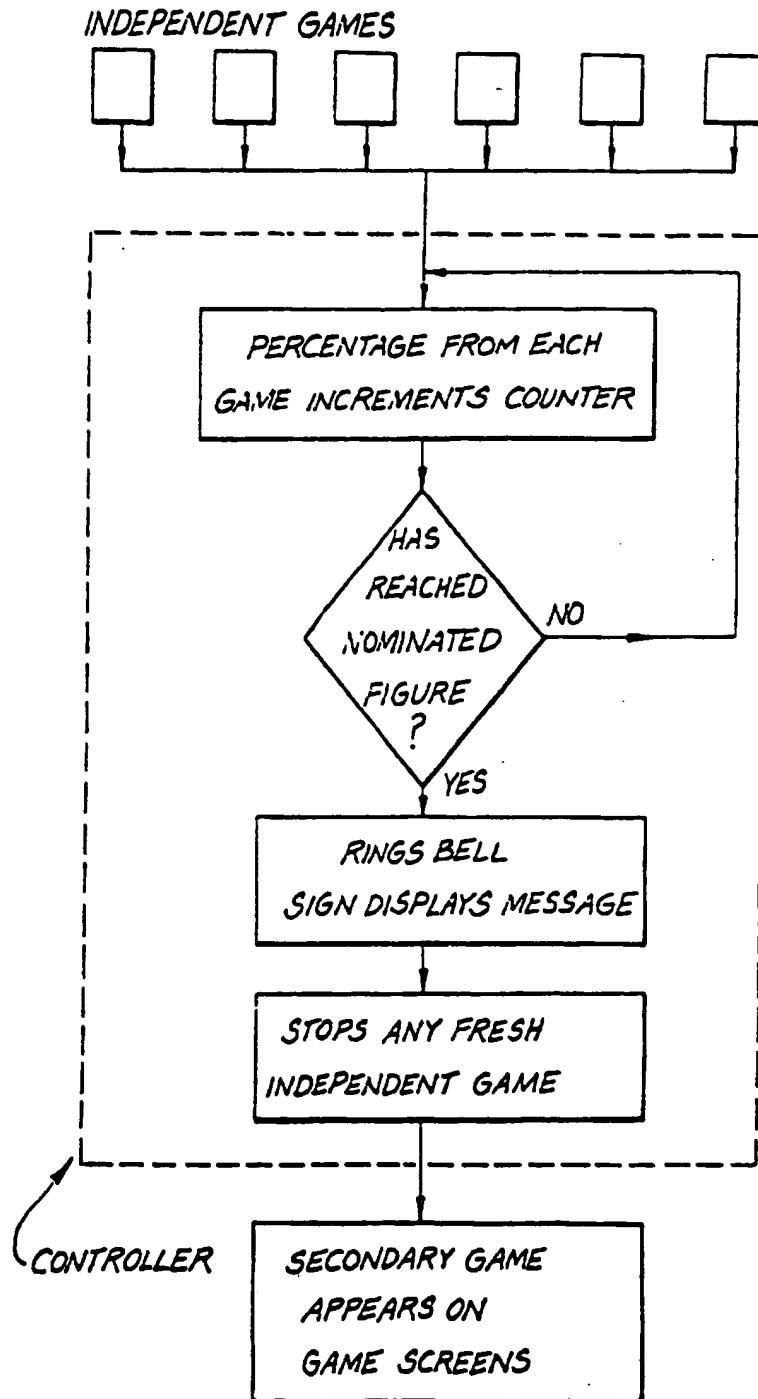 INDEPENDENT GAMES
PERCENTAGE FROM EACH
GAME INCREMENTS COUNTER
HAS
REACHED
NOMINATED
FIGURE
?
NO
YES
RINGS BELL
SIGN DISPLAYS MESSAGE
STOPS ANY FRESH
INDEPENDENT GAME
CONTROLLER
SECONDARY GAME
APPEARS ON
GAME SCREENS